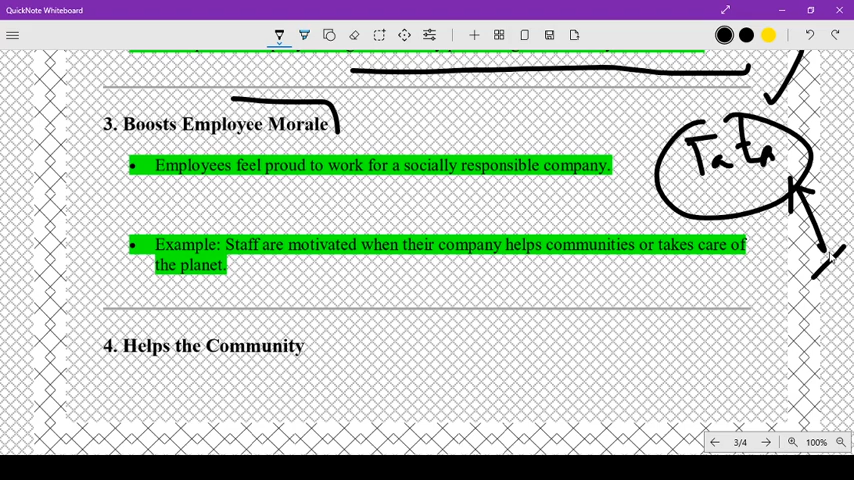 QuickNote Whiteboard
3. Boosts Employee Morale
Tata
• Employees feel proud to work for a socially responsible company.
• Example: Staff are motivated when their company helps communities or takes care of
the planet.
4. Helps the Community
3/4
100%